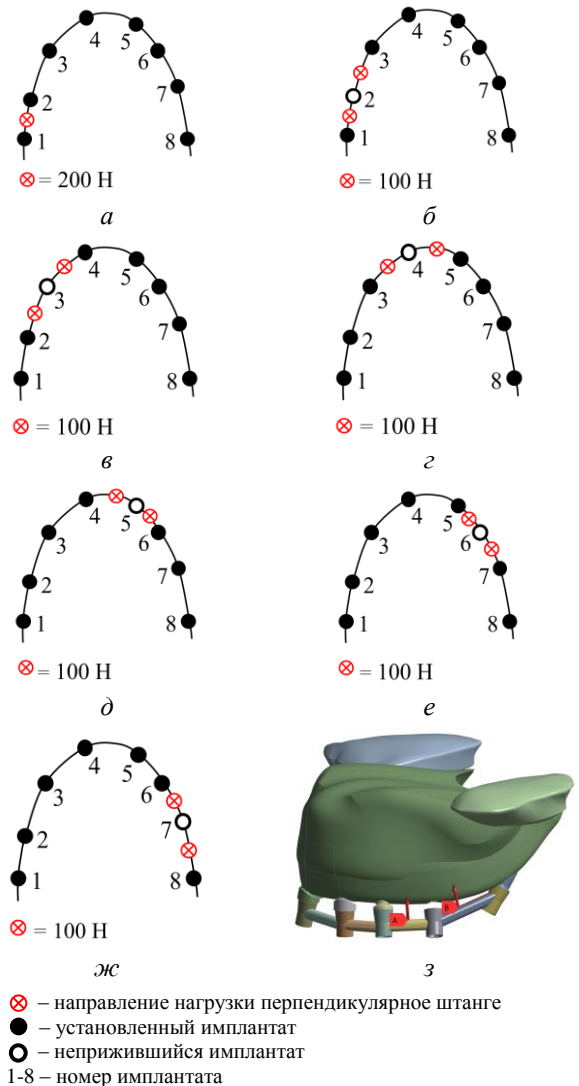 4 5
3 6
2 7
1 8
⊗ = 200 Н
а
4 5
3 6
2 7
1 8
⊗ = 100 Н
б
4 5
3 6
2 7
1 8
⊗ = 100 Н
в
4 5
3 6
2 7
1 8
⊗ = 100 Н
г
4 5
3 6
2 7
1 8
⊗ = 100 Н
д
4 5
3 6
2 7
1 8
⊗ = 100 Н
е
4 5
3 6
2 7
1 8
⊗ = 100 Н
ж
A B
з
⊗ – направление нагрузки перпендикулярное штанге
● – установленный имплантат
○ – неприжившийся имплантат
1-8 – номер имплантата